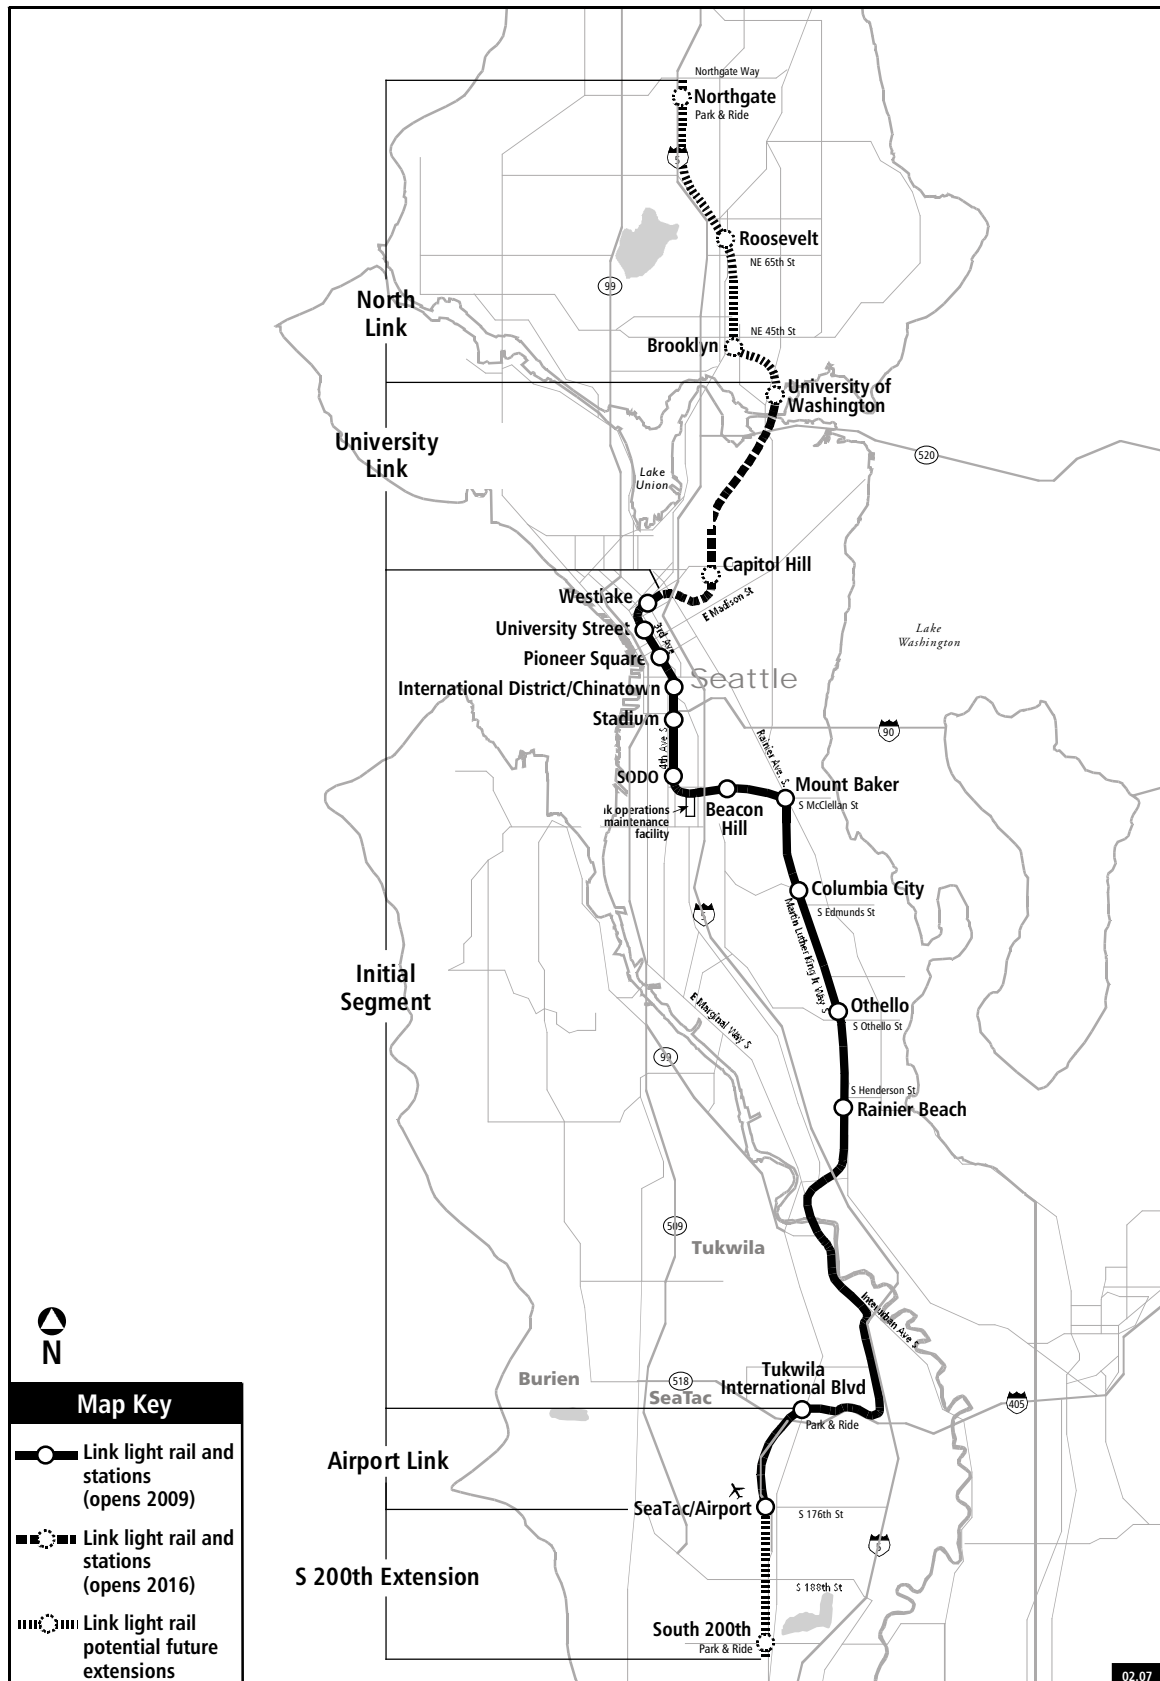 Northgate Way
Northgate
Park & Ride
5
Roosevelt
NE 65th St
99
North
Link
NE 45th St
Brooklyn
University of
Washington
University
Link
520
Lake
Union
Capitol Hill
Westlake
E Madison St
University Street
3rd Ave
Lake
Washington
Pioneer Square
Seattle
International District/Chinatown
Stadium
4th Ave S
Rainier Ave. S
90
SODO
Mount Baker
S McClellan St
Beacon
Hill
k operations
maintenance
facility
Columbia City
S Edmunds St
5
Martin Luther King Jr. Way S
Initial
Segment
Othello
S Othello St
E Marginal Way S
99
S Henderson St
Rainier Beach
509
Tukwila
Interurban Ave S
N
Tukwila
International Blvd
Park & Ride
Burien
518
SeaTac
405
Map Key
Link light rail and
stations
(opens 2009)
Link light rail and
stations
(opens 2016)
Link light rail
potential future
extensions
Airport Link
SeaTac/Airport
S 176th St
5
S 200th Extension
S 188th St
South 200th
Park & Ride
02.07